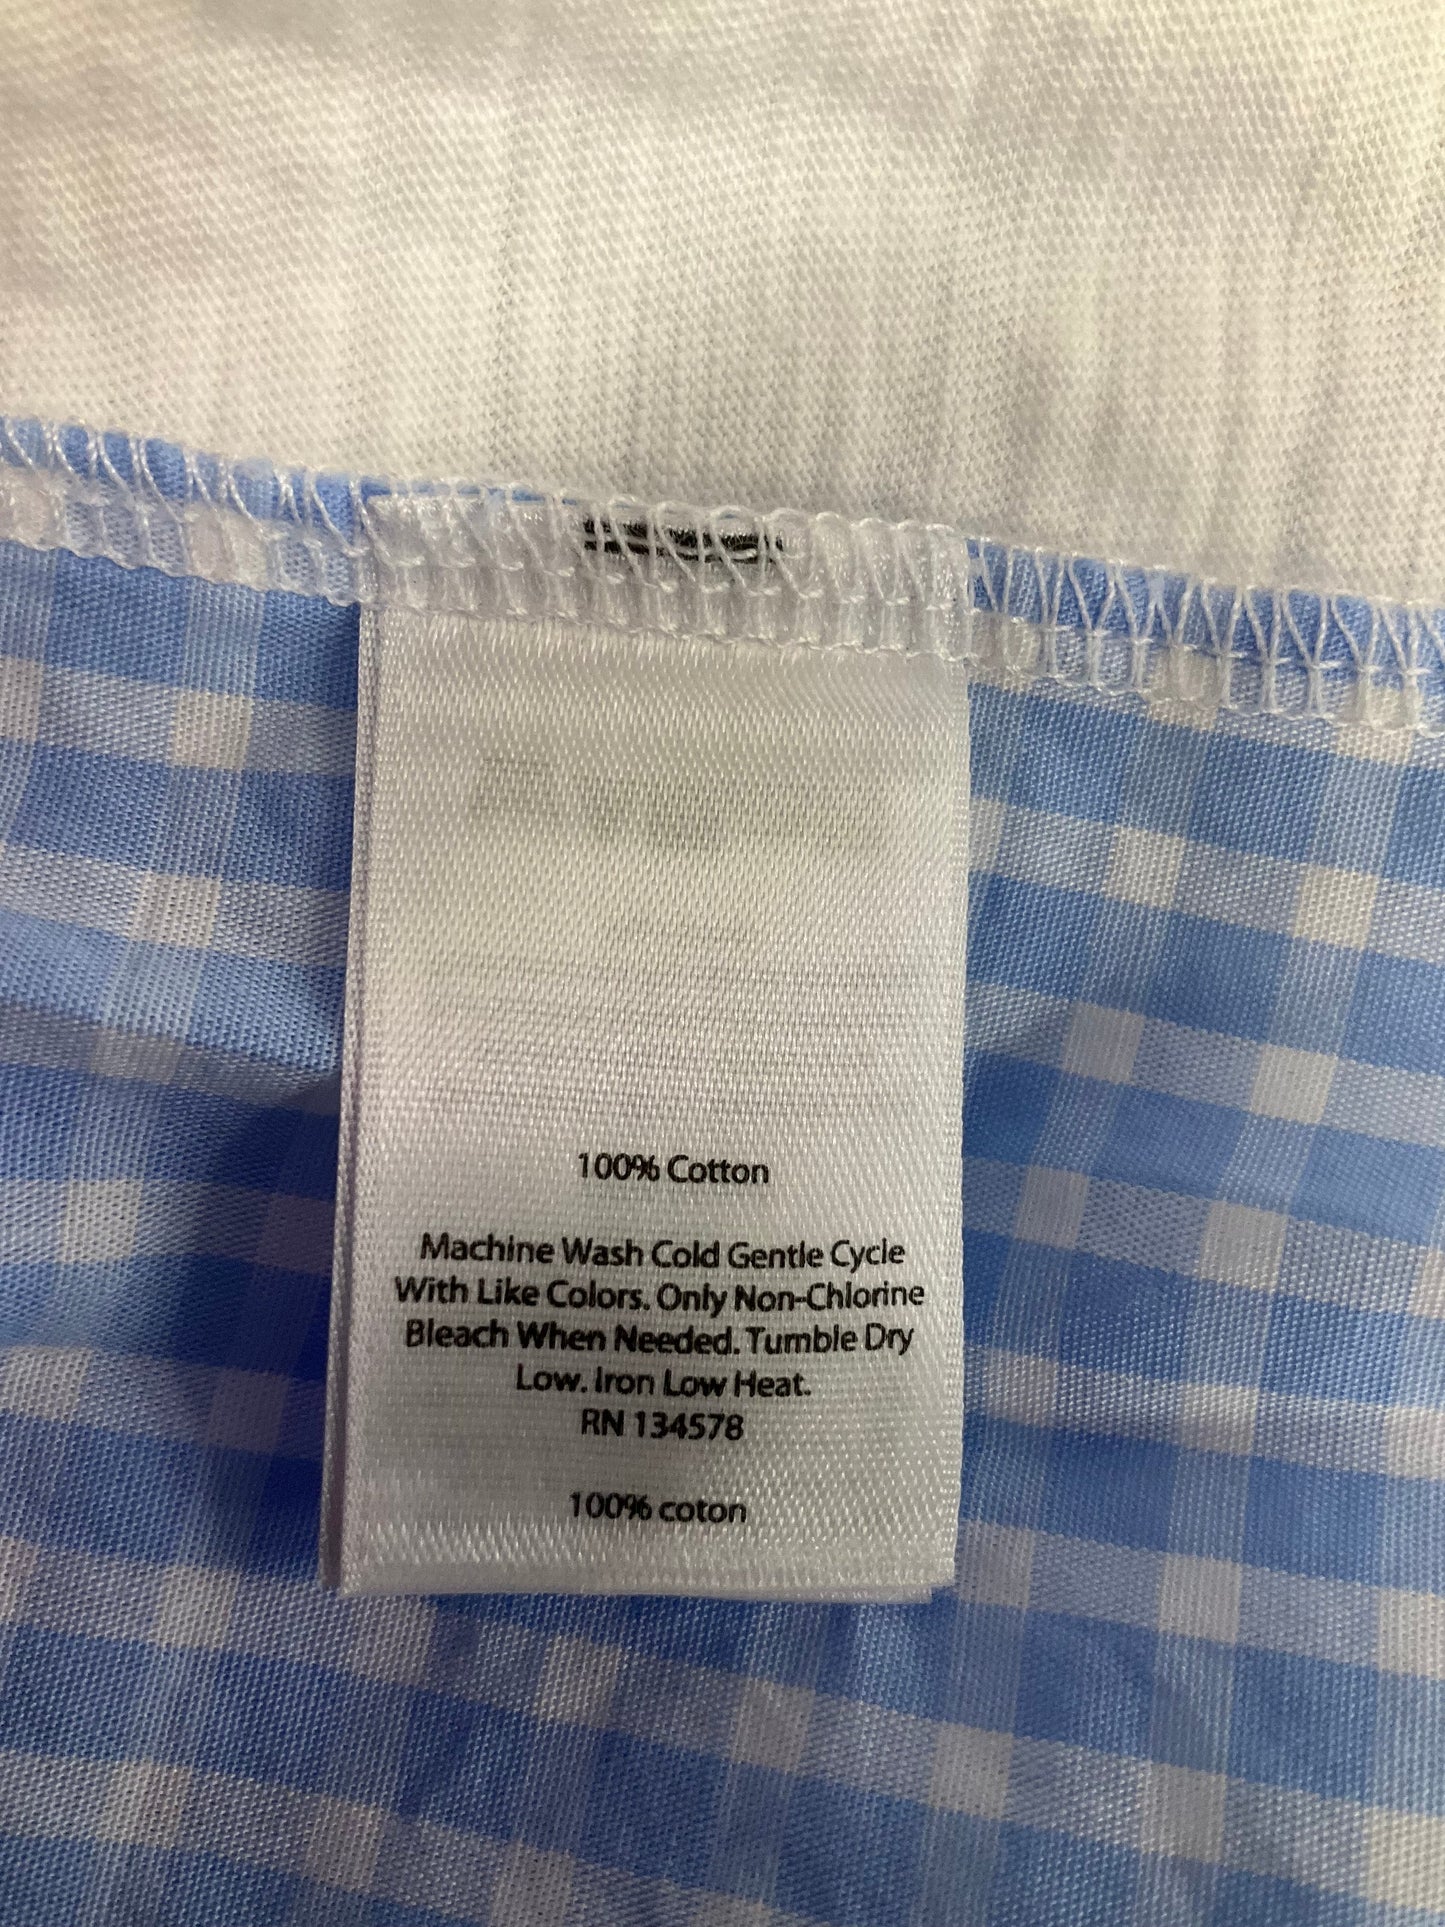 100% Cotton
Machine Wash Cold Gentle Cycle
With Like Colors. Only Non-Chlorine
Bleach When Needed. Tumble Dry
Low. Iron Low Heat.
RN 134578
100% coton